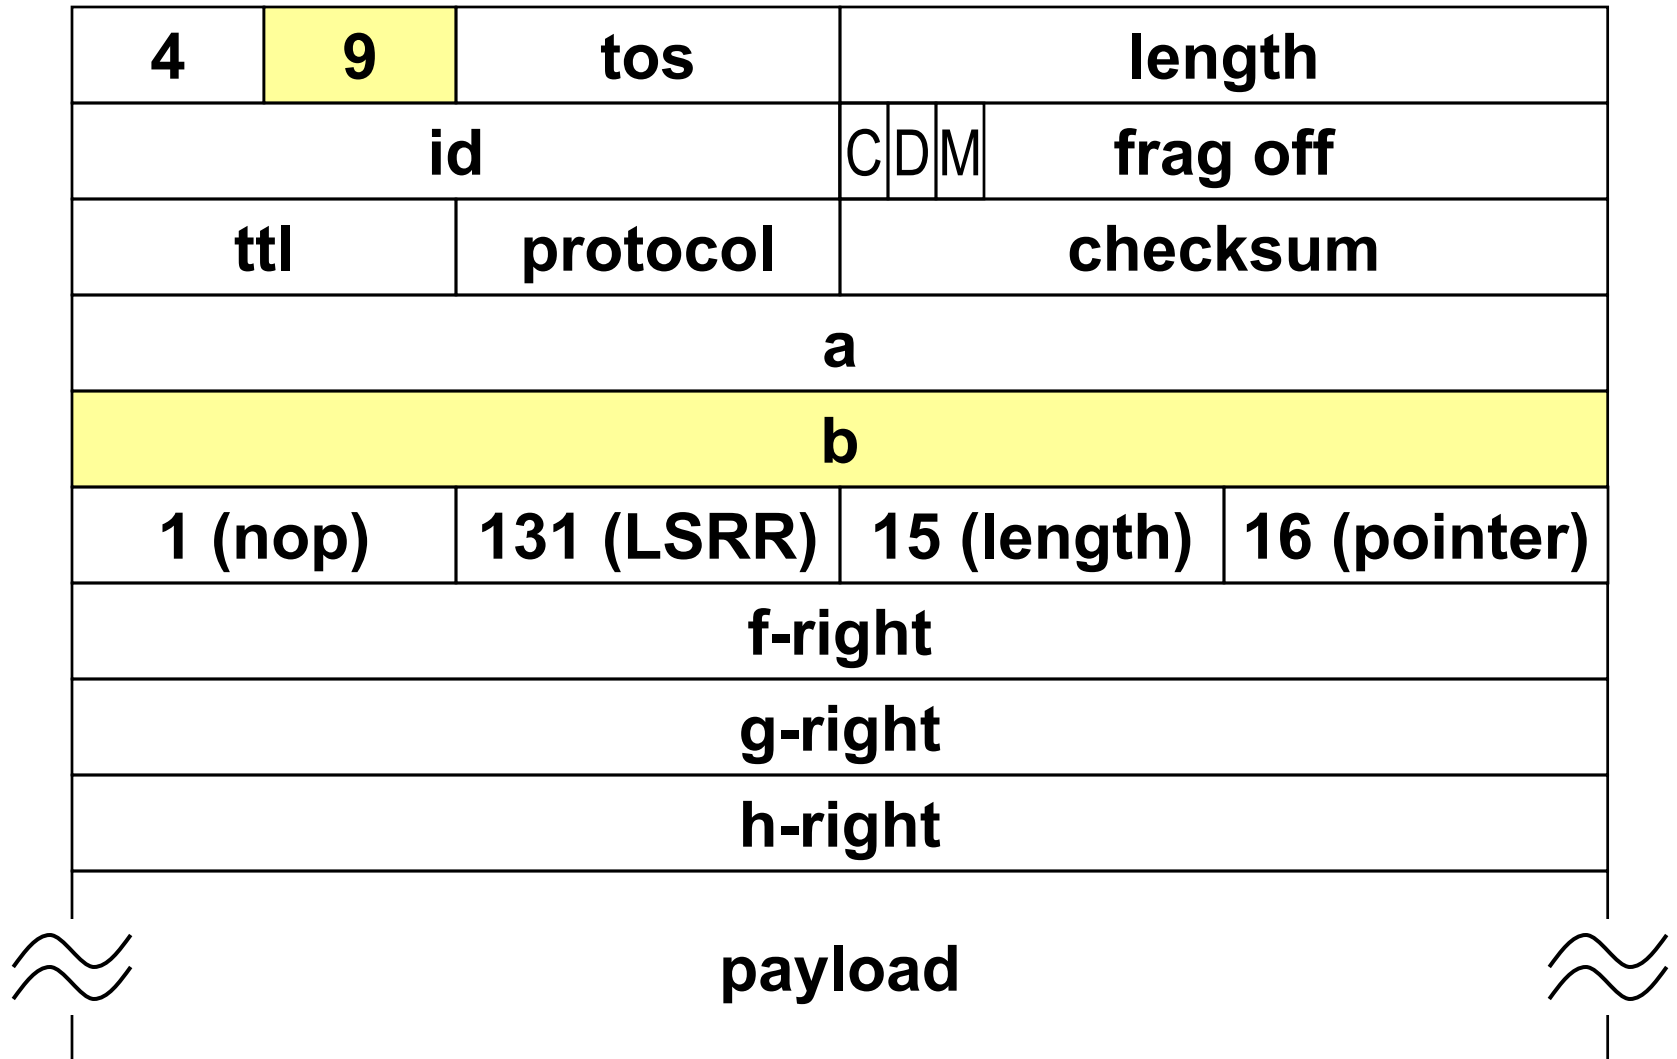 4 9 tos length
id C D M frag off
ttl protocol checksum
a
b
1 (nop) 131 (LSRR) 15 (length) 16 (pointer)
f-right
g-right
h-right
payload